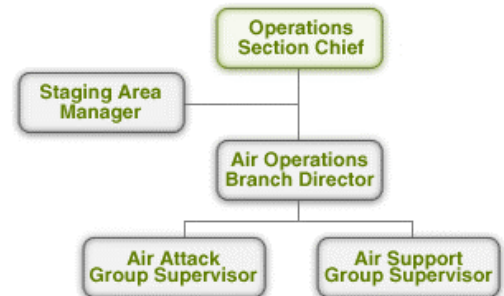 Operations
Section Chief
Staging Area
Manager
Air Operations
Branch Director
Air Attack
Group Supervisor
Air Support
Group Supervisor